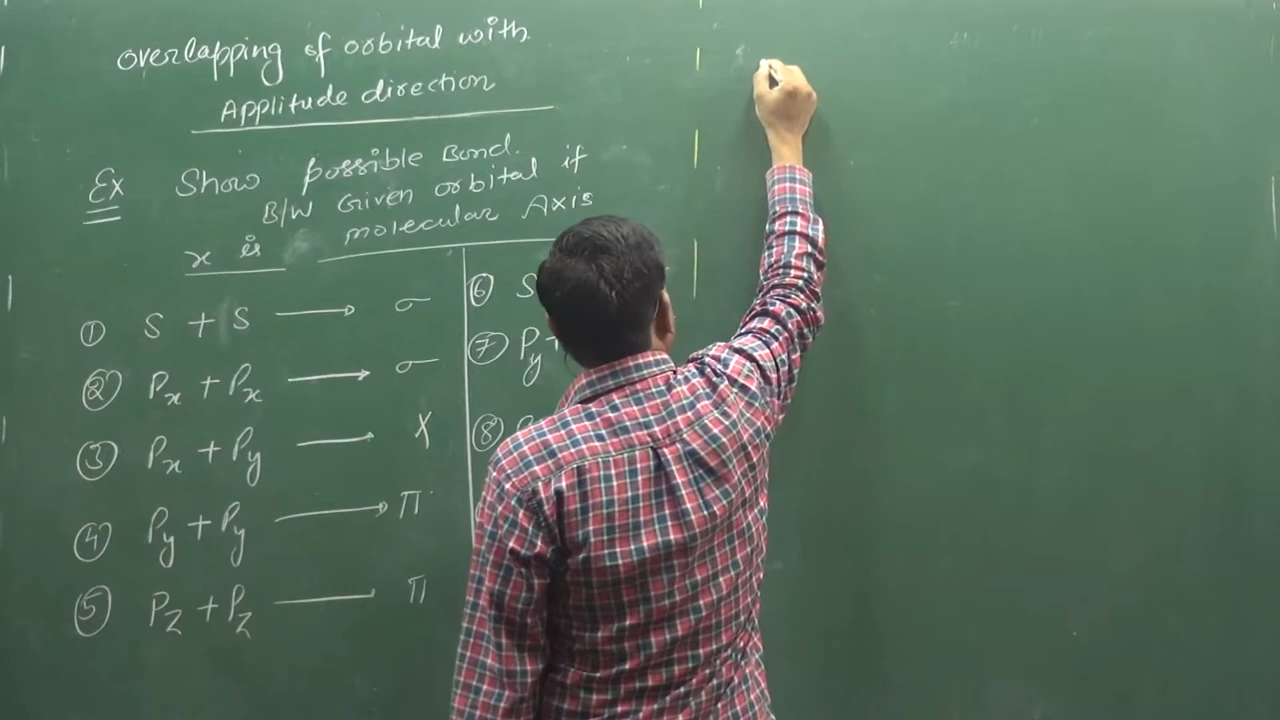 overlapping of orbital with
Applitude direction
Ex Show possible Bond.
B/W Given orbital if
x is molecular Axis
① S + S ⟶ σ
② Px + Px ⟶ σ
③ Px + Py ⟶ X
④ Py + Py ⟶ π
⑤ Pz + Pz ⟶ π
⑥ S
⑦ Py +
⑧